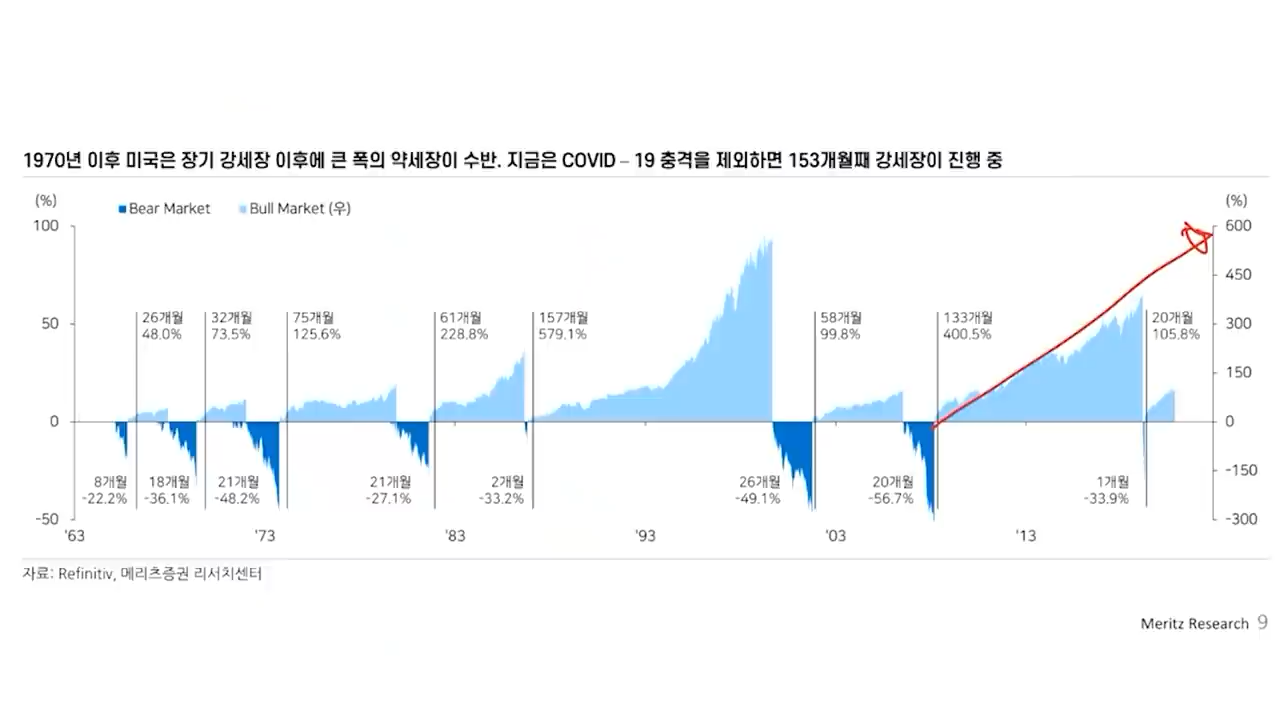 1970년 이후 미국은 장기 강세장 이후에 큰 폭의 약세장이 수반. 지금은 COVID – 19 충격을 제외하면 153개월째 강세장이 진행 중
(%)
(%)
Bear Market
Bull Market (우)
100
50
0
-50
600
450
300
150
0
-150
-300
26개월
48.0%
32개월
73.5%
75개월
125.6%
61개월
228.8%
157개월
579.1%
58개월
99.8%
133개월
400.5%
20개월
105.8%
8개월
-22.2%
18개월
-36.1%
21개월
-48.2%
21개월
-27.1%
2개월
-33.2%
26개월
-49.1%
20개월
-56.7%
1개월
-33.9%
'63
'73
'83
'93
'03
'13
자료: Refinitiv, 메리츠증권 리서치센터
Meritz Research 9